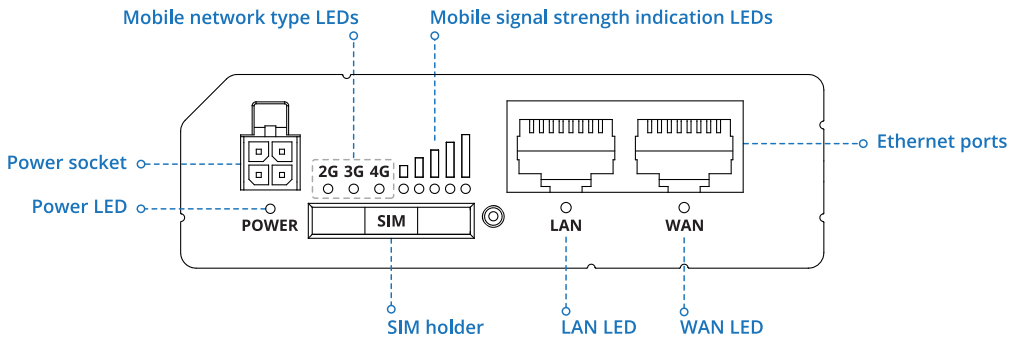 Mobile network type LEDs
Mobile signal strength indication LEDs
Ethernet ports
Power socket
2G 3G 4G
Power LED
POWER
SIM
LAN
WAN
SIM holder
LAN LED
WAN LED